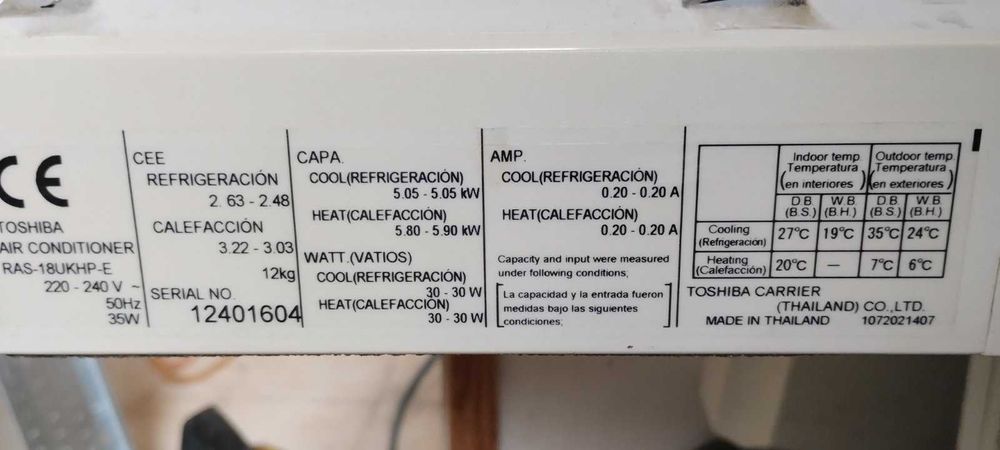 CE
TOSHIBA
AIR CONDITIONER
RAS-18UKHP-E
220 - 240 V ~
50Hz
35W
CEE
REFRIGERACIÓN
2. 63 - 2.48
CALEFACCIÓN
3.22 - 3.03
12kg
SERIAL NO.
12401604
CAPA.
COOL(REFRIGERACIÓN)
5.05 - 5.05 kW
HEAT(CALEFACCIÓN)
5.80 - 5.90 kW
WATT.(VATIOS)
COOL(REFRIGERACIÓN)
30 - 30 W
HEAT(CALEFACCIÓN)
30 - 30 W
AMP.
COOL(REFRIGERACIÓN)
0.20 - 0.20 A
HEAT(CALEFACCIÓN)
0.20 - 0.20 A
Capacity and input were measured
under following conditions;
La capacidad y la entrada fueron
medidas bajo las siguientes
condiciones;
Indoor temp. Outdoor temp.
Temperatura Temperatura
(en interiores) (en exteriores)
D.B. W.B. D.B. W.B.
(B.S.) (B.H.) (B.S.) (B.H.)
Cooling 27°C 19°C 35°C 24°C
(Refrigeración)
Heating 20°C — 7°C 6°C
(Calefacción)
TOSHIBA CARRIER
(THAILAND) CO.,LTD.
MADE IN THAILAND 1072021407